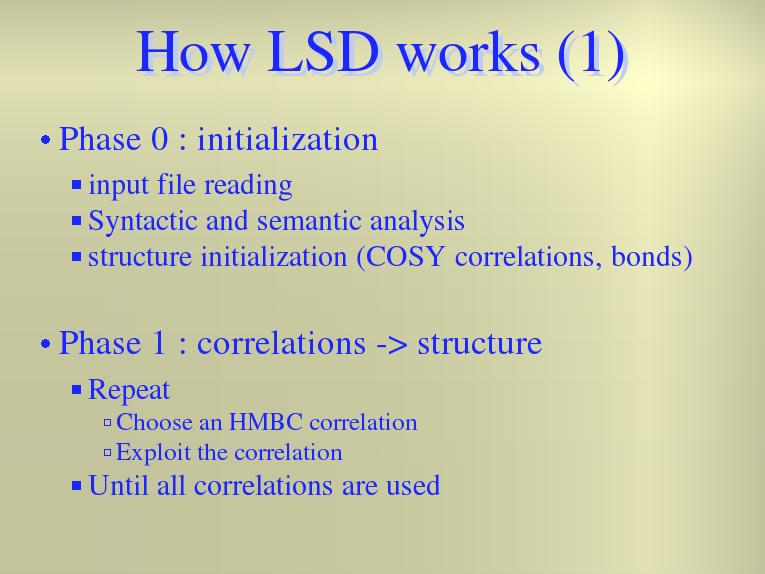 How LSD works (1)
• Phase 0 : initialization
▪ input file reading
▪ Syntactic and semantic analysis
▪ structure initialization (COSY correlations, bonds)
• Phase 1 : correlations -> structure
▪ Repeat
▫ Choose an HMBC correlation
▫ Exploit the correlation
▪ Until all correlations are used